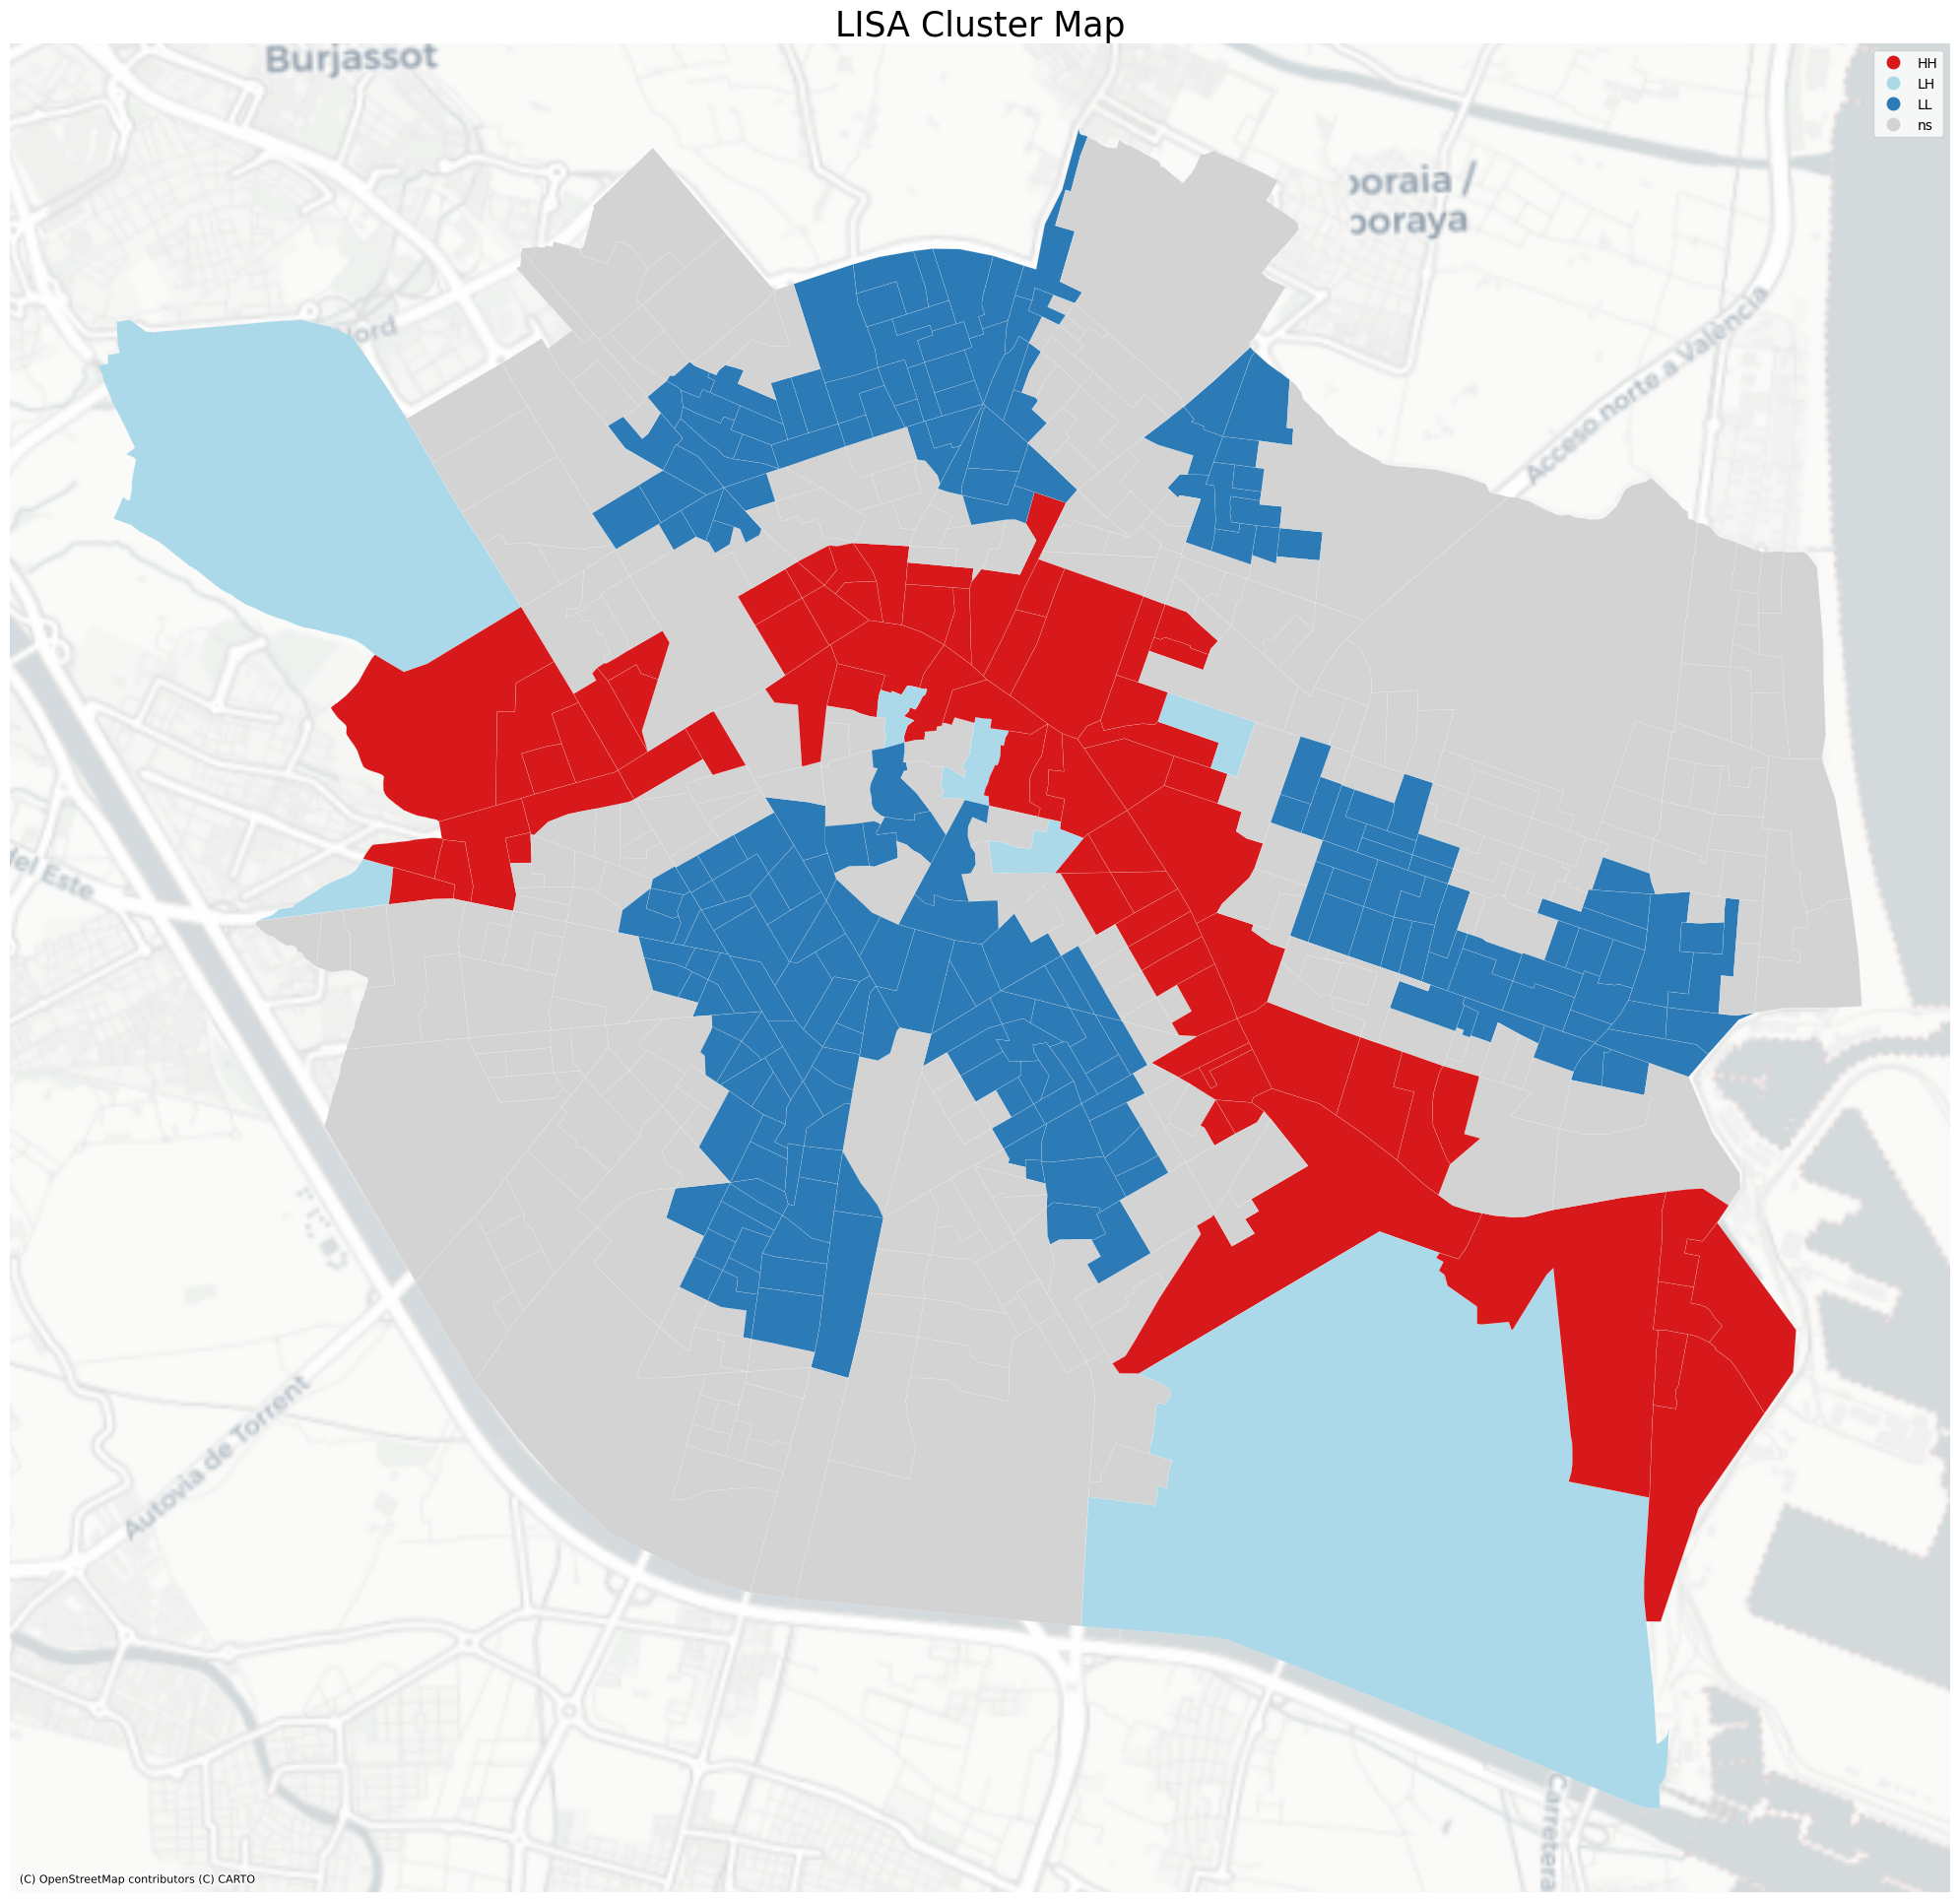 LISA Cluster Map
Burjassot
HH
LH
LL
ns
oraia /
oraya
Acceso norte a València
ord
del Este
Autovia de Torrent
Carretera
(C) OpenStreetMap contributors (C) CARTO